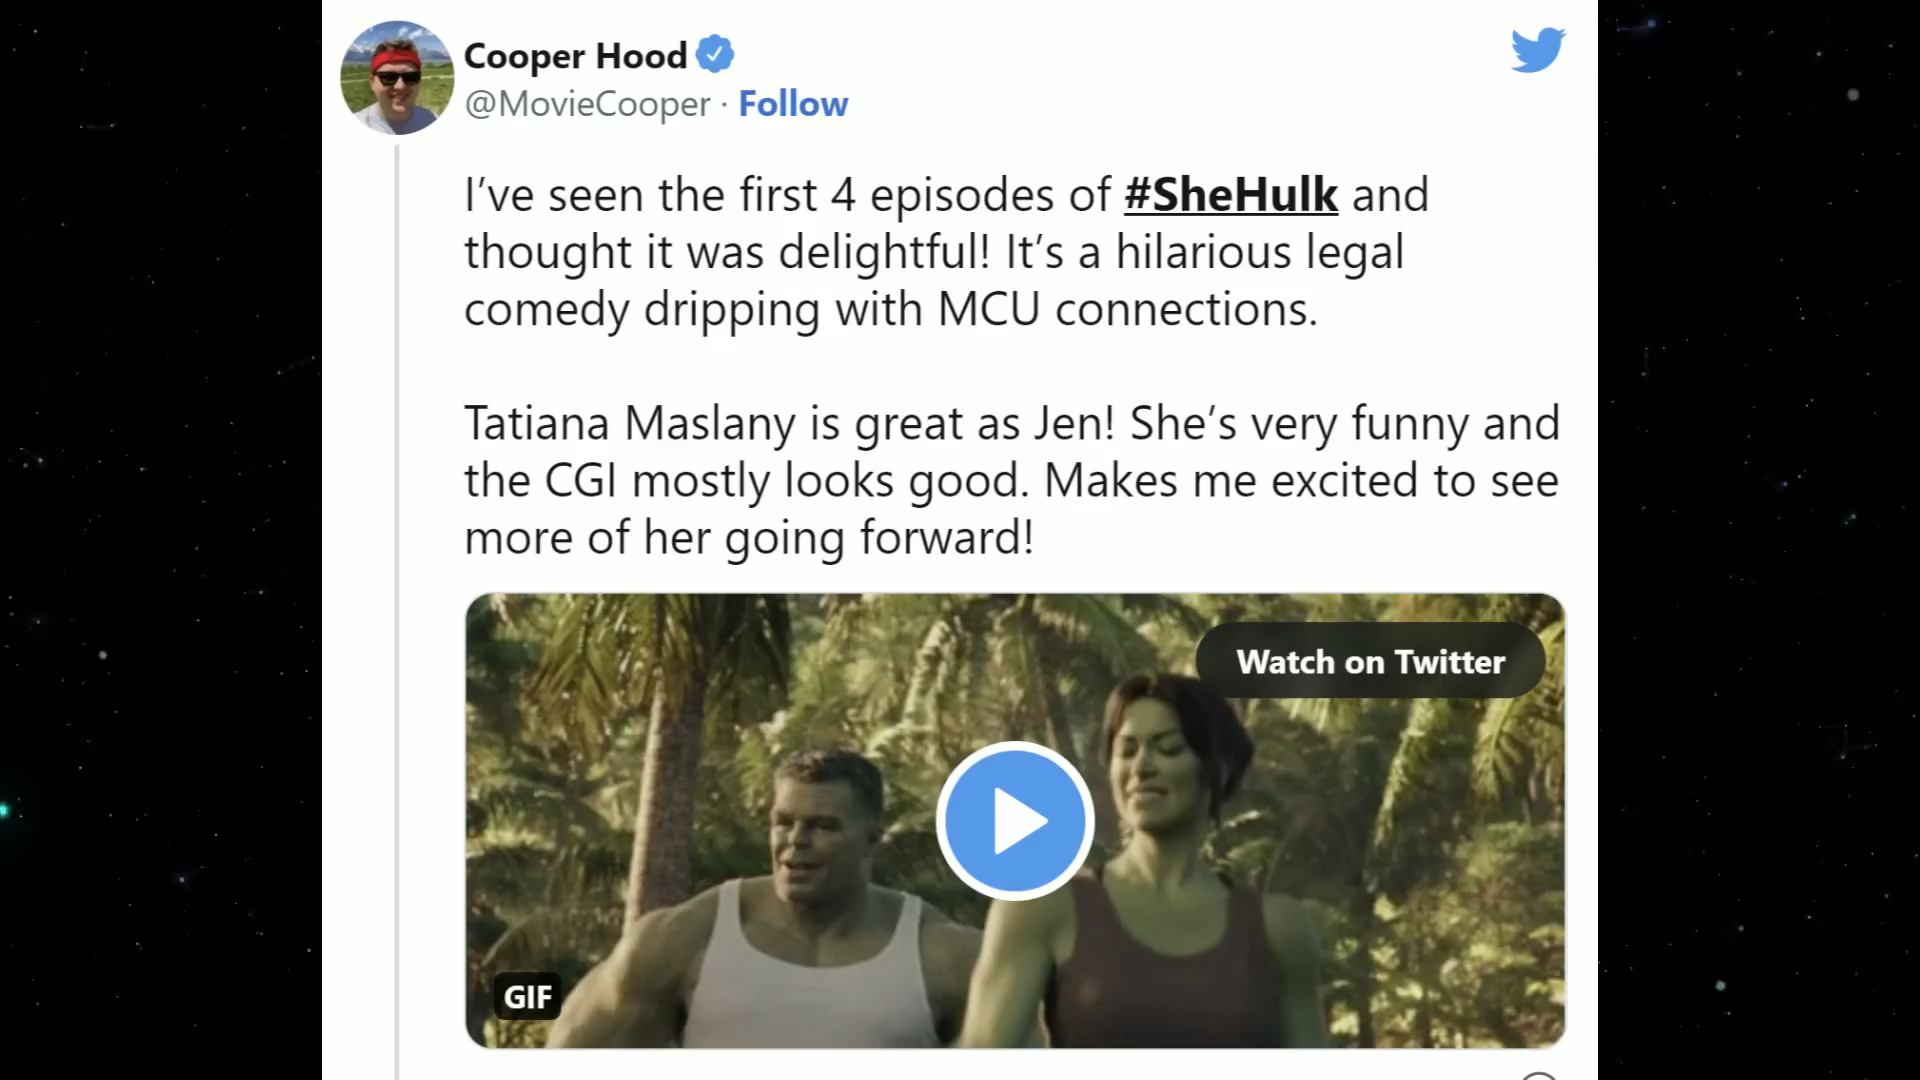 Cooper Hood
@MovieCooper · Follow
I’ve seen the first 4 episodes of #SheHulk and
thought it was delightful! It’s a hilarious legal
comedy dripping with MCU connections.
Tatiana Maslany is great as Jen! She’s very funny and
the CGI mostly looks good. Makes me excited to see
more of her going forward!
Watch on Twitter
GIF